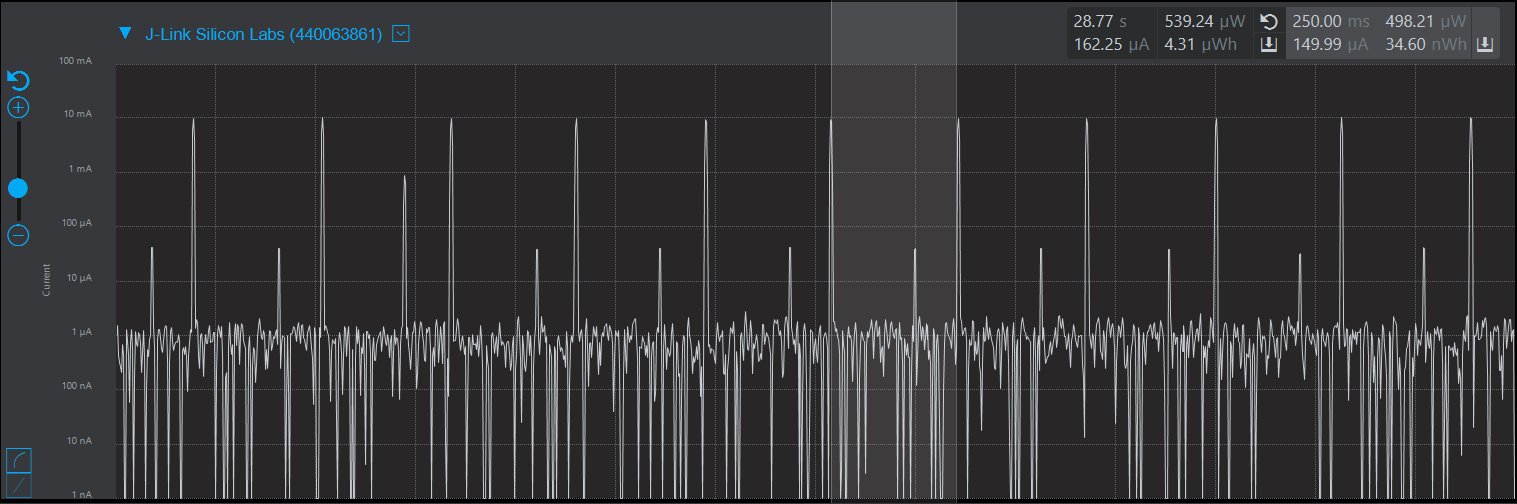 J-Link Silicon Labs (440063861)
28.77 s 539.24 µW 250.00 ms 498.21 µW
162.25 µA 4.31 µWh 149.99 µA 34.60 nWh
100 mA
10 mA
1 mA
100 µA
10 µA
1 µA
100 nA
10 nA
1 nA
Current